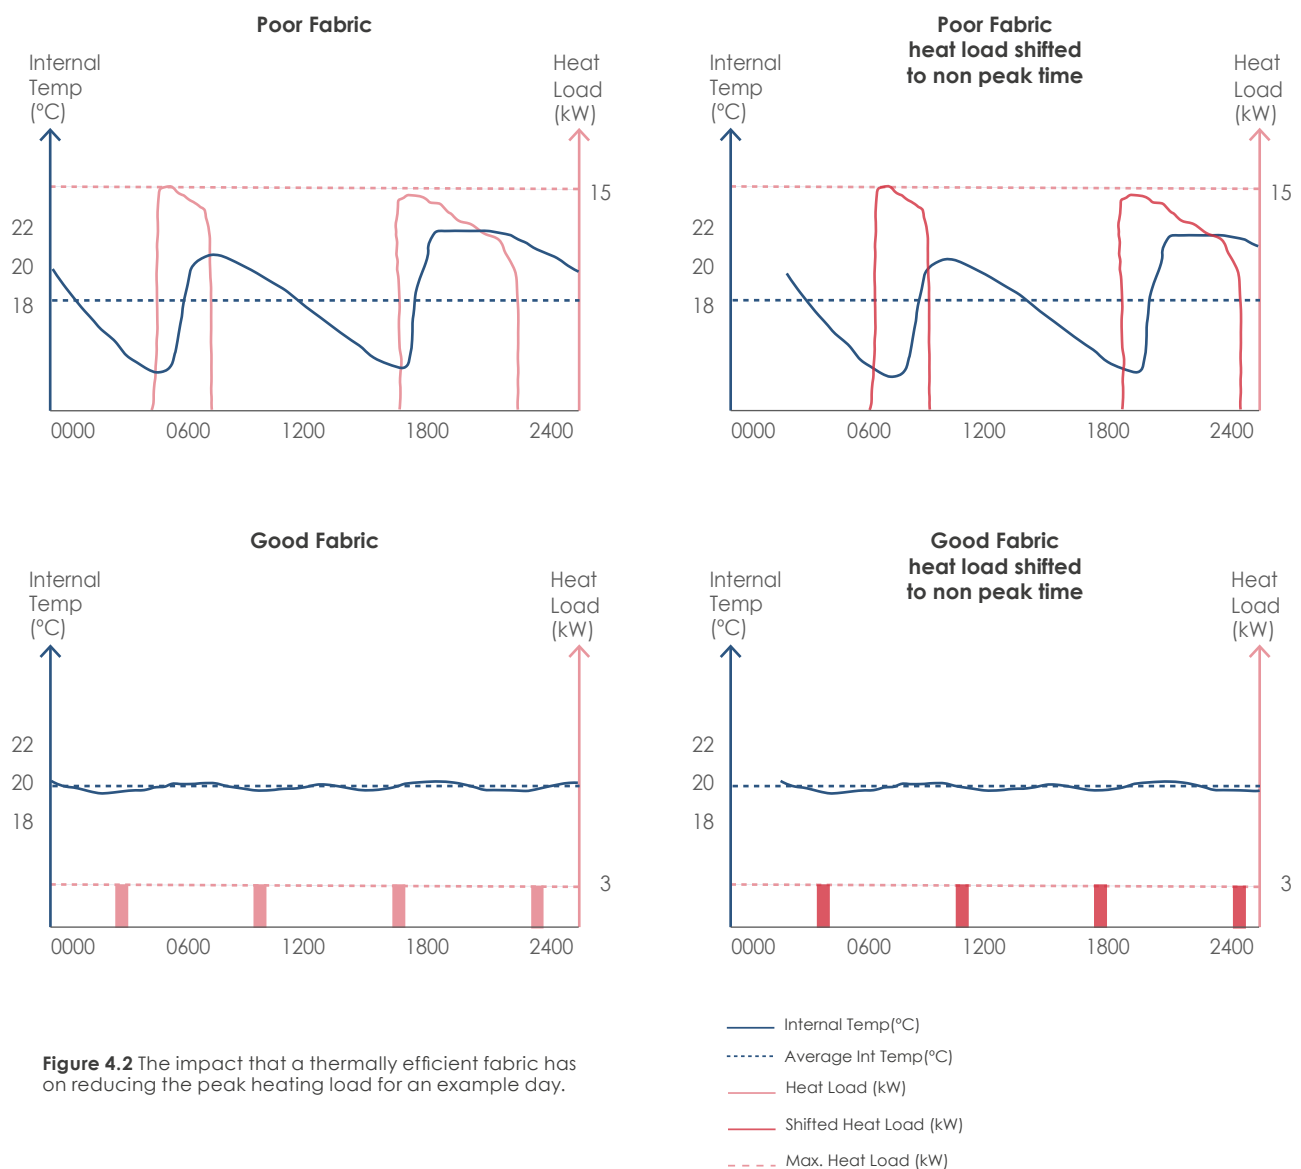 Poor Fabric
Internal
Temp
(ºC)
Heat
Load
(kW)
15
22
20
18
0000 0600 1200 1800 2400
Poor Fabric
heat load shifted
to non peak time
Internal
Temp
(ºC)
Heat
Load
(kW)
15
22
20
18
0000 0600 1200 1800 2400
Good Fabric
Internal
Temp
(ºC)
Heat
Load
(kW)
22
20
18
3
0000 0600 1200 1800 2400
Good Fabric
heat load shifted
to non peak time
Internal
Temp
(ºC)
Heat
Load
(kW)
22
20
18
3
0000 0600 1200 1800 2400
Figure 4.2 The impact that a thermally efficient fabric has
on reducing the peak heating load for an example day.
Internal Temp(ºC)
Average Int Temp(ºC)
Heat Load (kW)
Shifted Heat Load (kW)
Max. Heat Load (kW)